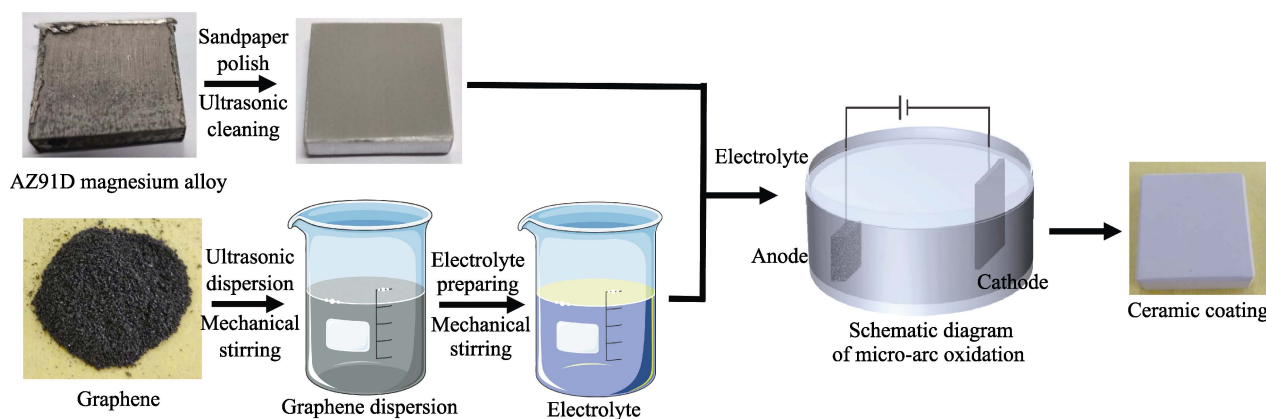 Sandpaper
polish
Ultrasonic
cleaning
AZ91D magnesium alloy
Ultrasonic
dispersion
Mechanical
stirring
Graphene
Graphene dispersion
Electrolyte
preparing
Mechanical
stirring
Electrolyte
Electrolyte
Anode
Cathode
Schematic diagram
of micro-arc oxidation
Ceramic coating